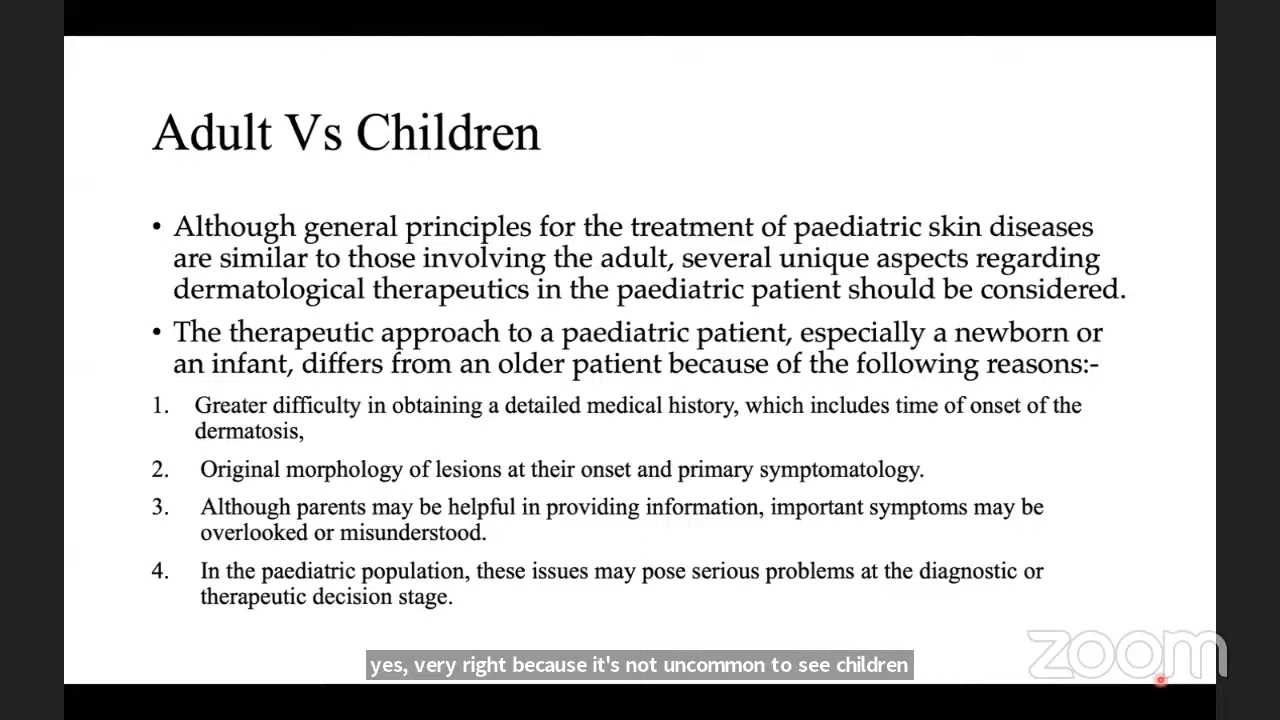 Adult Vs Children
• Although general principles for the treatment of paediatric skin diseases
are similar to those involving the adult, several unique aspects regarding
dermatological therapeutics in the paediatric patient should be considered.
• The therapeutic approach to a paediatric patient, especially a newborn or
an infant, differs from an older patient because of the following reasons:-
1. Greater difficulty in obtaining a detailed medical history, which includes time of onset of the
dermatosis,
2. Original morphology of lesions at their onset and primary symptomatology.
3. Although parents may be helpful in providing information, important symptoms may be
overlooked or misunderstood.
4. In the paediatric population, these issues may pose serious problems at the diagnostic or
therapeutic decision stage.
zoom
yes, very right because it's not uncommon to see children